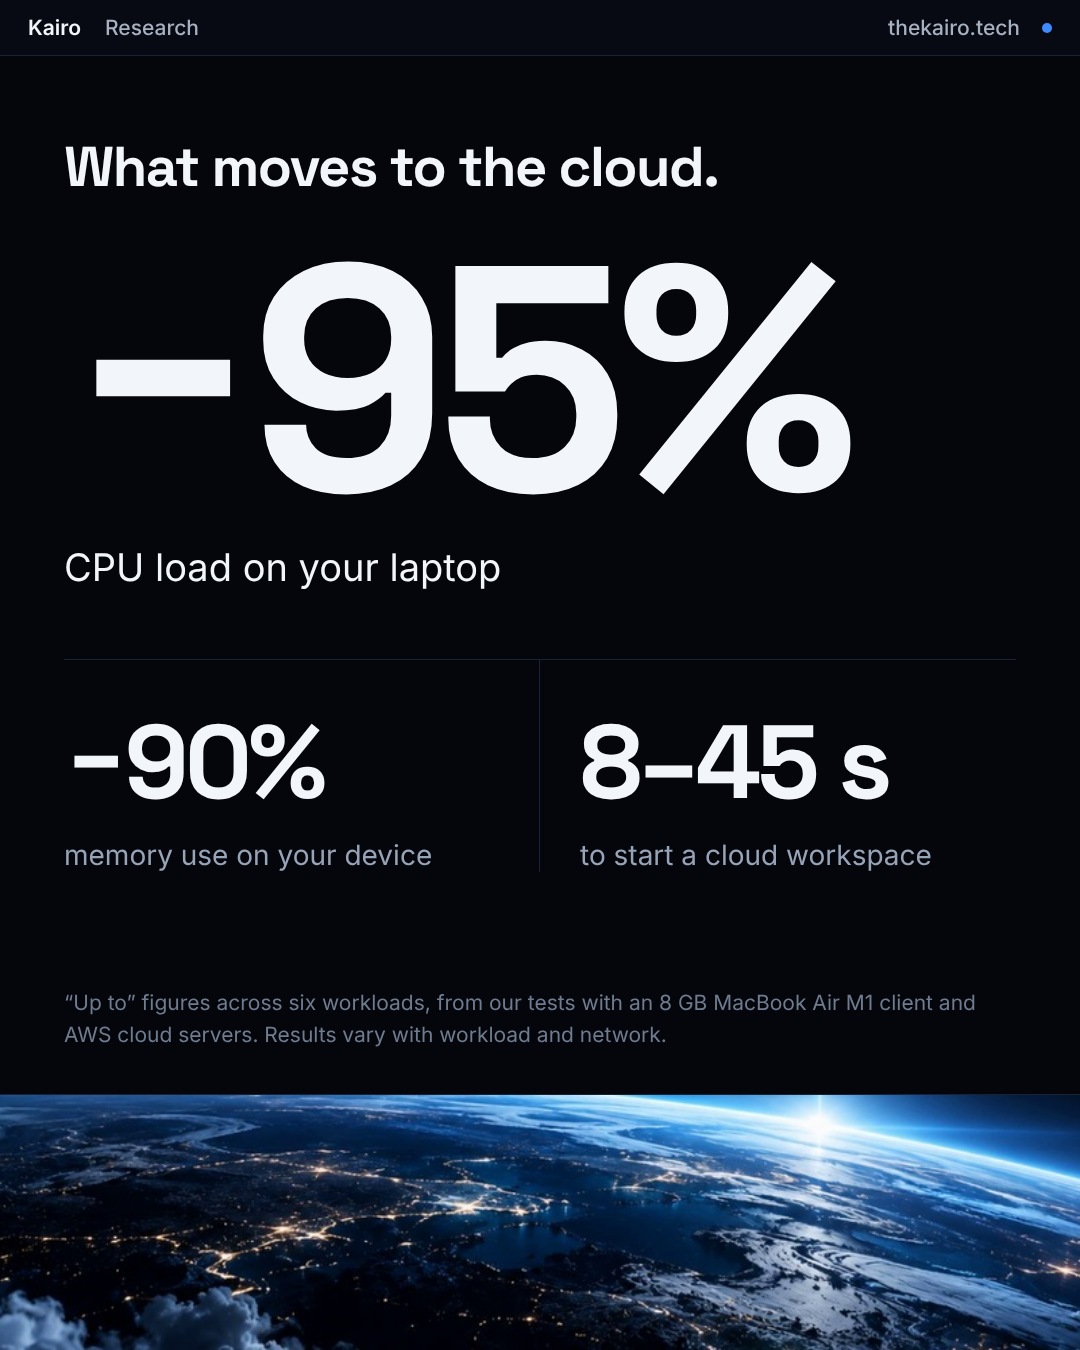 Kairo Research thekairo.tech
What moves to the cloud.
−95%
CPU load on your laptop
−90%
memory use on your device
8–45 s
to start a cloud workspace
“Up to” figures across six workloads, from our tests with an 8 GB MacBook Air M1 client and
AWS cloud servers. Results vary with workload and network.